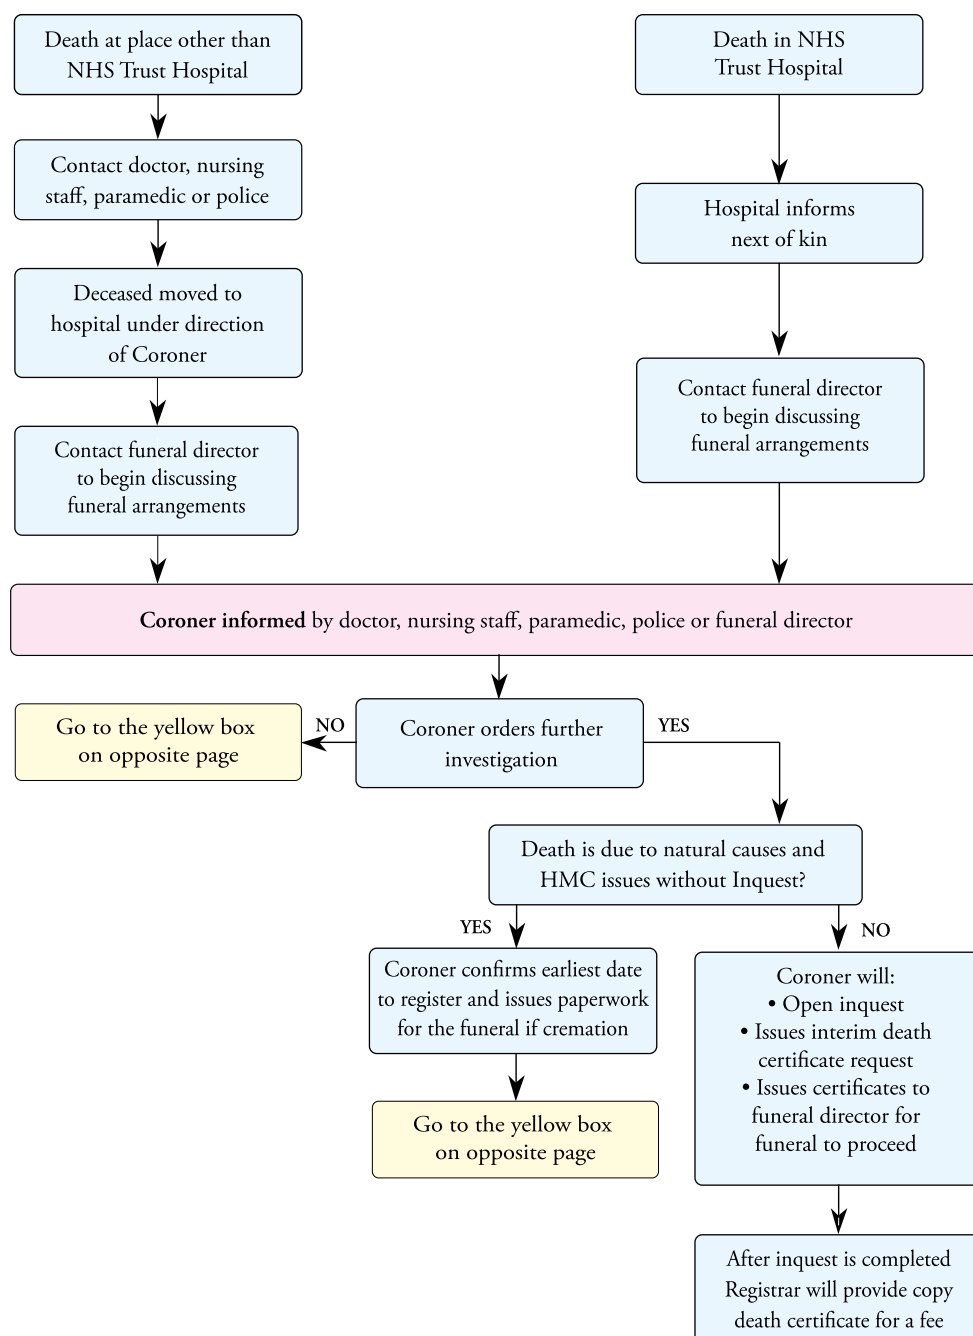 Death at place other than
NHS Trust Hospital
Death in NHS
Trust Hospital
Contact doctor, nursing
staff, paramedic or police
Hospital informs
next of kin
Deceased moved to
hospital under direction
of Coroner
Contact funeral director
to begin discussing
funeral arrangements
Contact funeral director
to begin discussing
funeral arrangements
Coroner informed by doctor, nursing staff, paramedic, police or funeral director
Go to the yellow box
on opposite page
NO
Coroner orders further
investigation
YES
Death is due to natural causes and
HMC issues without Inquest?
YES
NO
Coroner confirms earliest date
to register and issues paperwork
for the funeral if cremation
Coroner will:
• Open inquest
• Issues interim death
certificate request
• Issues certificates to
funeral director for
funeral to proceed
Go to the yellow box
on opposite page
After inquest is completed
Registrar will provide copy
death certificate for a fee